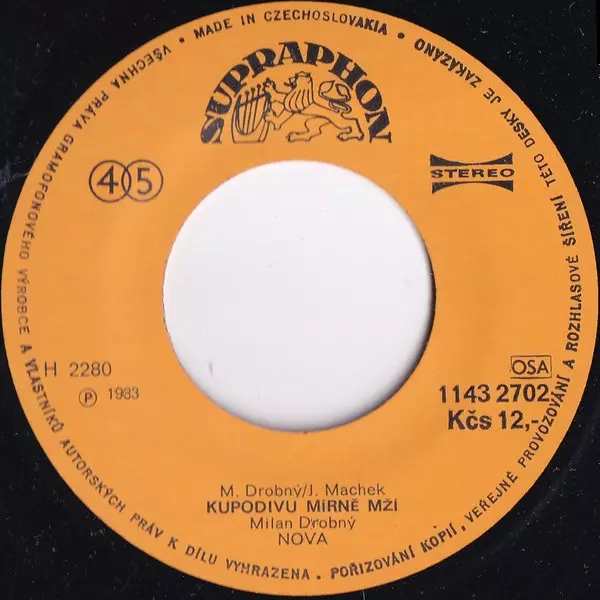 VŠECHNA PRÁVA GRAMOFONOVÉHO VÝROBCE A VLASTNÍKŮ AUTORSKÝCH PRÁV K DÍLU VYHRAZENA. POŘIZOVÁNÍ KOPIÍ, VEŘEJNÉ PROVOZOVÁNÍ A ROZHLASOVÉ ŠÍŘENÍ TÉTO DESKY JE ZAKÁZÁNO • MADE IN CZECHOSLOVAKIA •
SUPRAPHON
45
STEREO
H 2280
Ⓟ 1983
OSA
1143 2702
Kčs 12,-
M. Drobný/J. Machek
KUPODIVU MÍRNĚ MŽÍ
Milan Drobný
NOVA